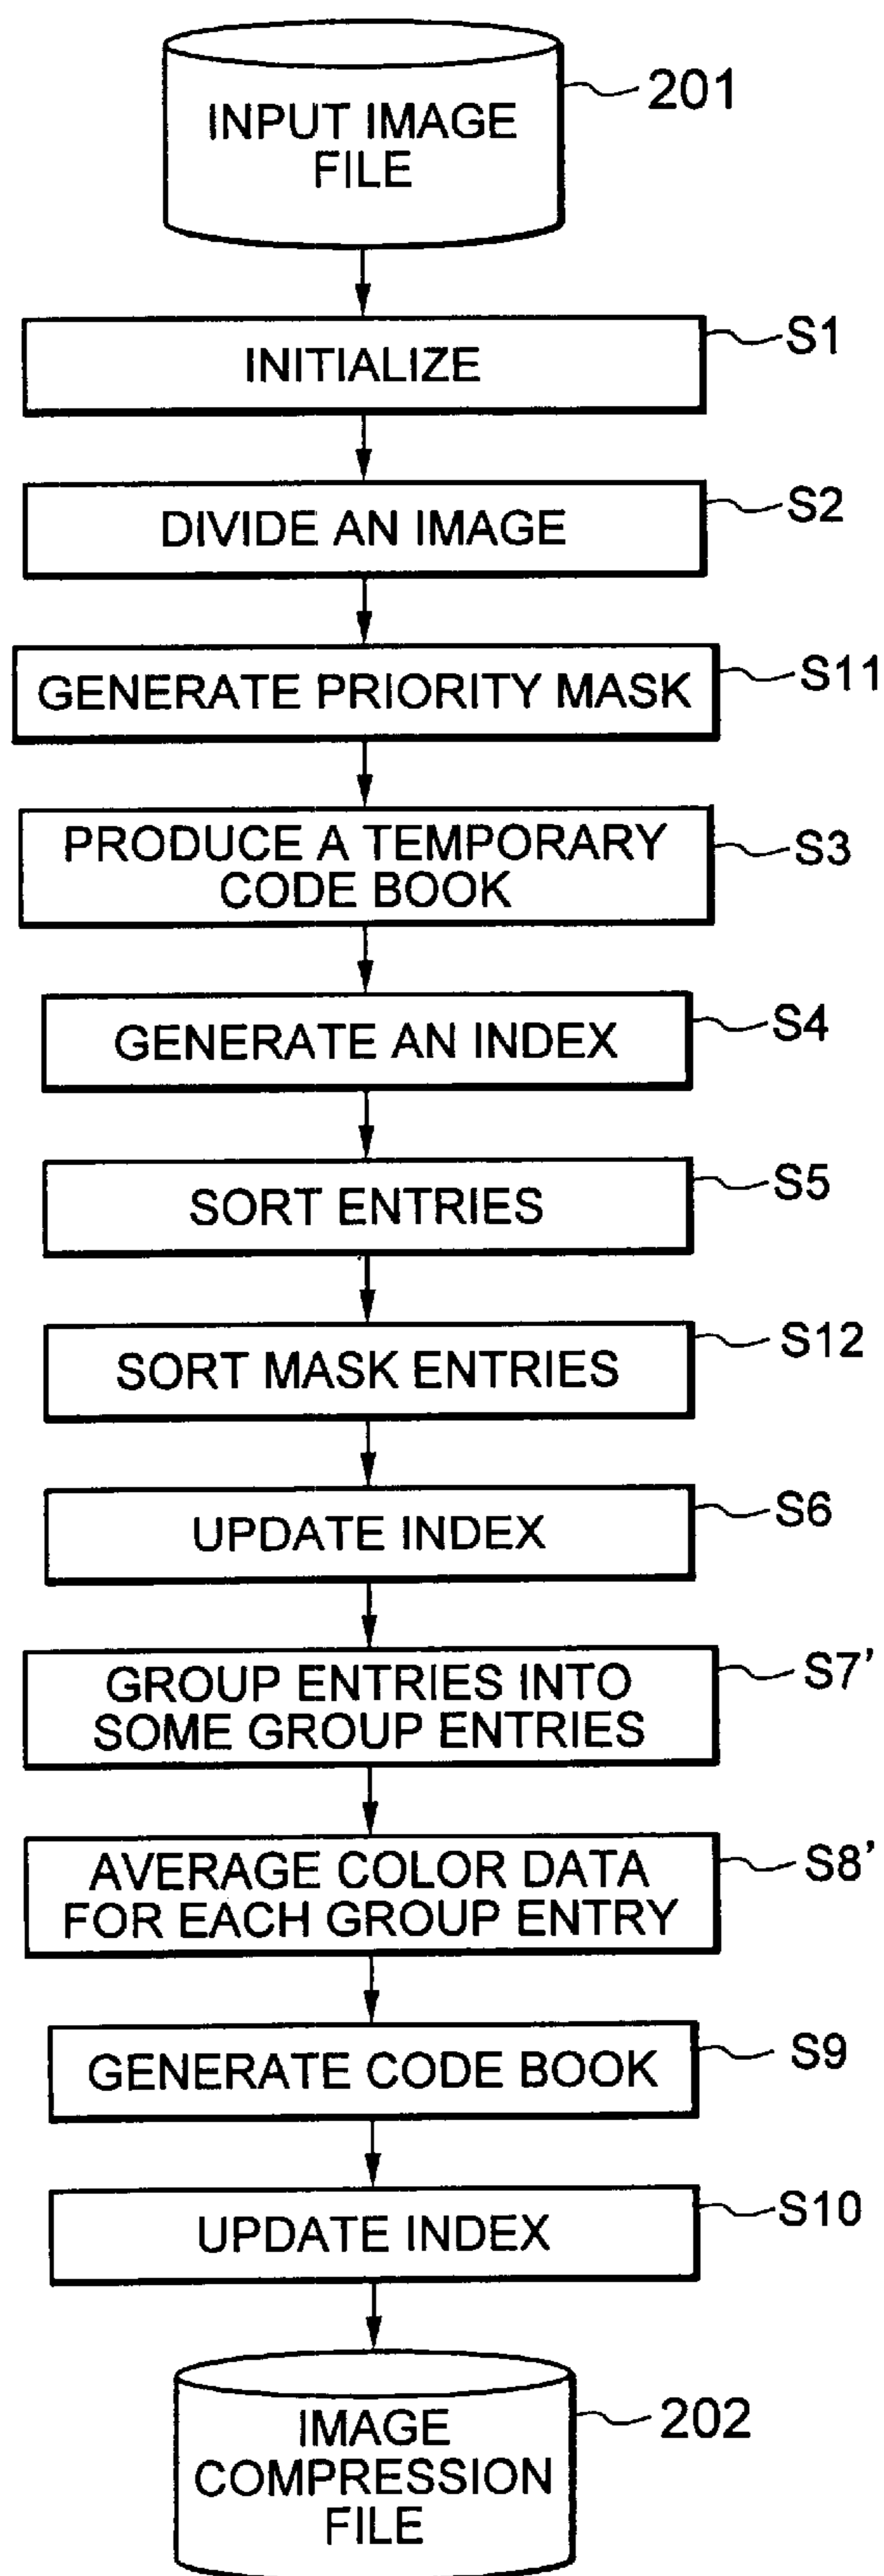 INPUT IMAGE
FILE
201
INITIALIZE
S1
DIVIDE AN IMAGE
S2
GENERATE PRIORITY MASK
S11
PRODUCE A TEMPORARY
CODE BOOK
S3
GENERATE AN INDEX
S4
SORT ENTRIES
S5
SORT MASK ENTRIES
S12
UPDATE INDEX
S6
GROUP ENTRIES INTO
SOME GROUP ENTRIES
S7’
AVERAGE COLOR DATA
FOR EACH GROUP ENTRY
S8’
GENERATE CODE BOOK
S9
UPDATE INDEX
S10
IMAGE
COMPRESSION
FILE
202